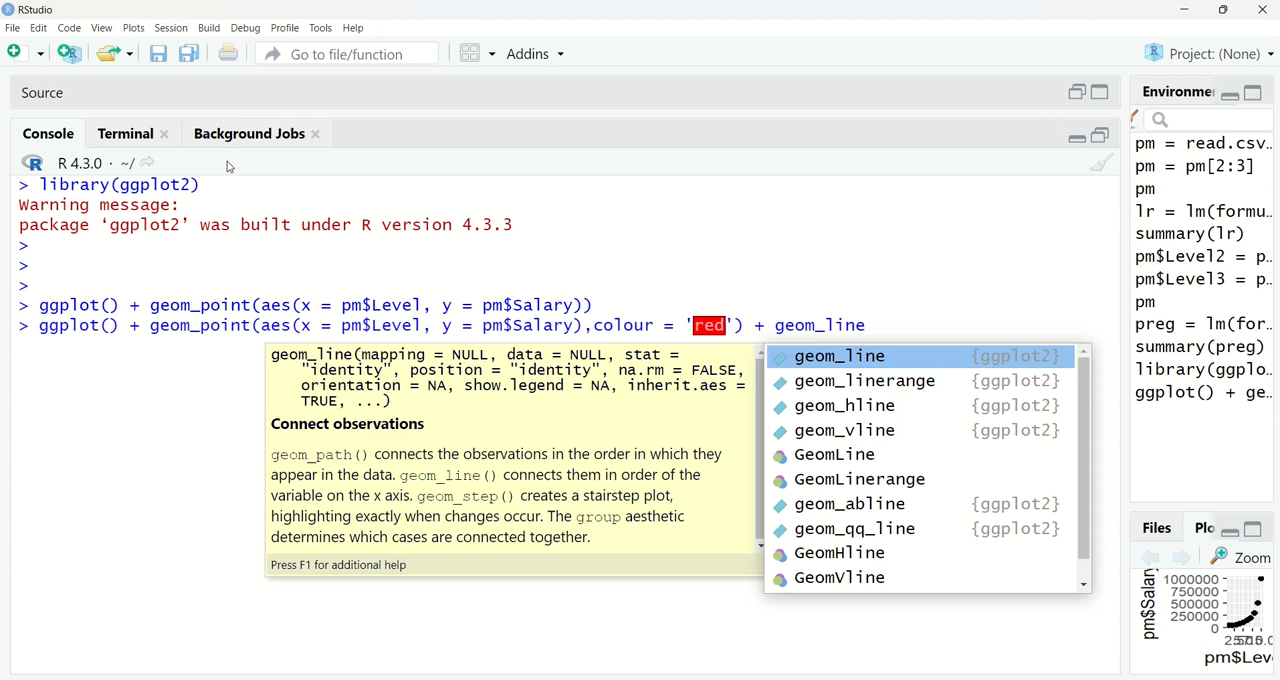 RStudio
File Edit Code View Plots Session Build Debug Profile Tools Help
Go to file/function Addins Project: (None)
Source
Console Terminal Background Jobs
R 4.3.0 · ~/
> library(ggplot2)
Warning message:
package ‘ggplot2’ was built under R version 4.3.3
>
>
>
> ggplot() + geom_point(aes(x = pm$Level, y = pm$Salary))
> ggplot() + geom_point(aes(x = pm$Level, y = pm$Salary),colour = 'red') + geom_line
geom_line(mapping = NULL, data = NULL, stat =
"identity", position = "identity", na.rm = FALSE,
orientation = NA, show.legend = NA, inherit.aes =
TRUE, ...)
Connect observations
geom_path() connects the observations in the order in which they
appear in the data. geom_line() connects them in order of the
variable on the x axis. geom_step() creates a stairstep plot,
highlighting exactly when changes occur. The group aesthetic
determines which cases are connected together.
Press F1 for additional help
geom_line {ggplot2}
geom_linerange {ggplot2}
geom_hline {ggplot2}
geom_vline {ggplot2}
GeomLine
GeomLinerange
geom_abline {ggplot2}
geom_qq_line {ggplot2}
GeomHline
GeomVline
Environme
pm = read.csv…
pm = pm[2:3]
pm
lr = lm(formu…
summary(lr)
pm$Level2 = p…
pm$Level3 = p…
pm
preg = lm(for…
summary(preg)
library(ggplo…
ggplot() + ge…
Files Plo
Zoom
pm$Salary
1000000
750000
500000
250000
0
pm$Lev